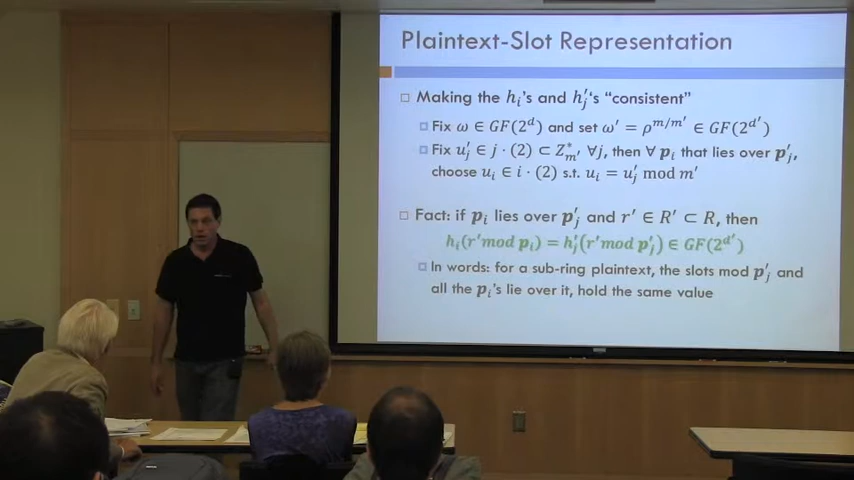 Plaintext-Slot Representation
□ Making the hᵢ's and h′ⱼ's "consistent"
□ Fix ω ∈ GF(2ᵈ) and set ω′ = ρ^{m/m′} ∈ GF(2^{d′})
□ Fix u′ⱼ ∈ j · (2) ⊂ Z*_{m′} ∀j, then ∀ 𝒑ᵢ that lies over 𝒑′ⱼ,
choose uᵢ ∈ i · (2) s.t. uᵢ = u′ⱼ mod m′
□ Fact: if 𝒑ᵢ lies over 𝒑′ⱼ and r′ ∈ R′ ⊂ R, then
hᵢ(r′mod 𝒑ᵢ) = h′ⱼ(r′mod 𝒑′ⱼ) ∈ GF(2^{d′})
□ In words: for a sub-ring plaintext, the slots mod 𝒑′ⱼ and
all the 𝒑ᵢ's lie over it, hold the same value